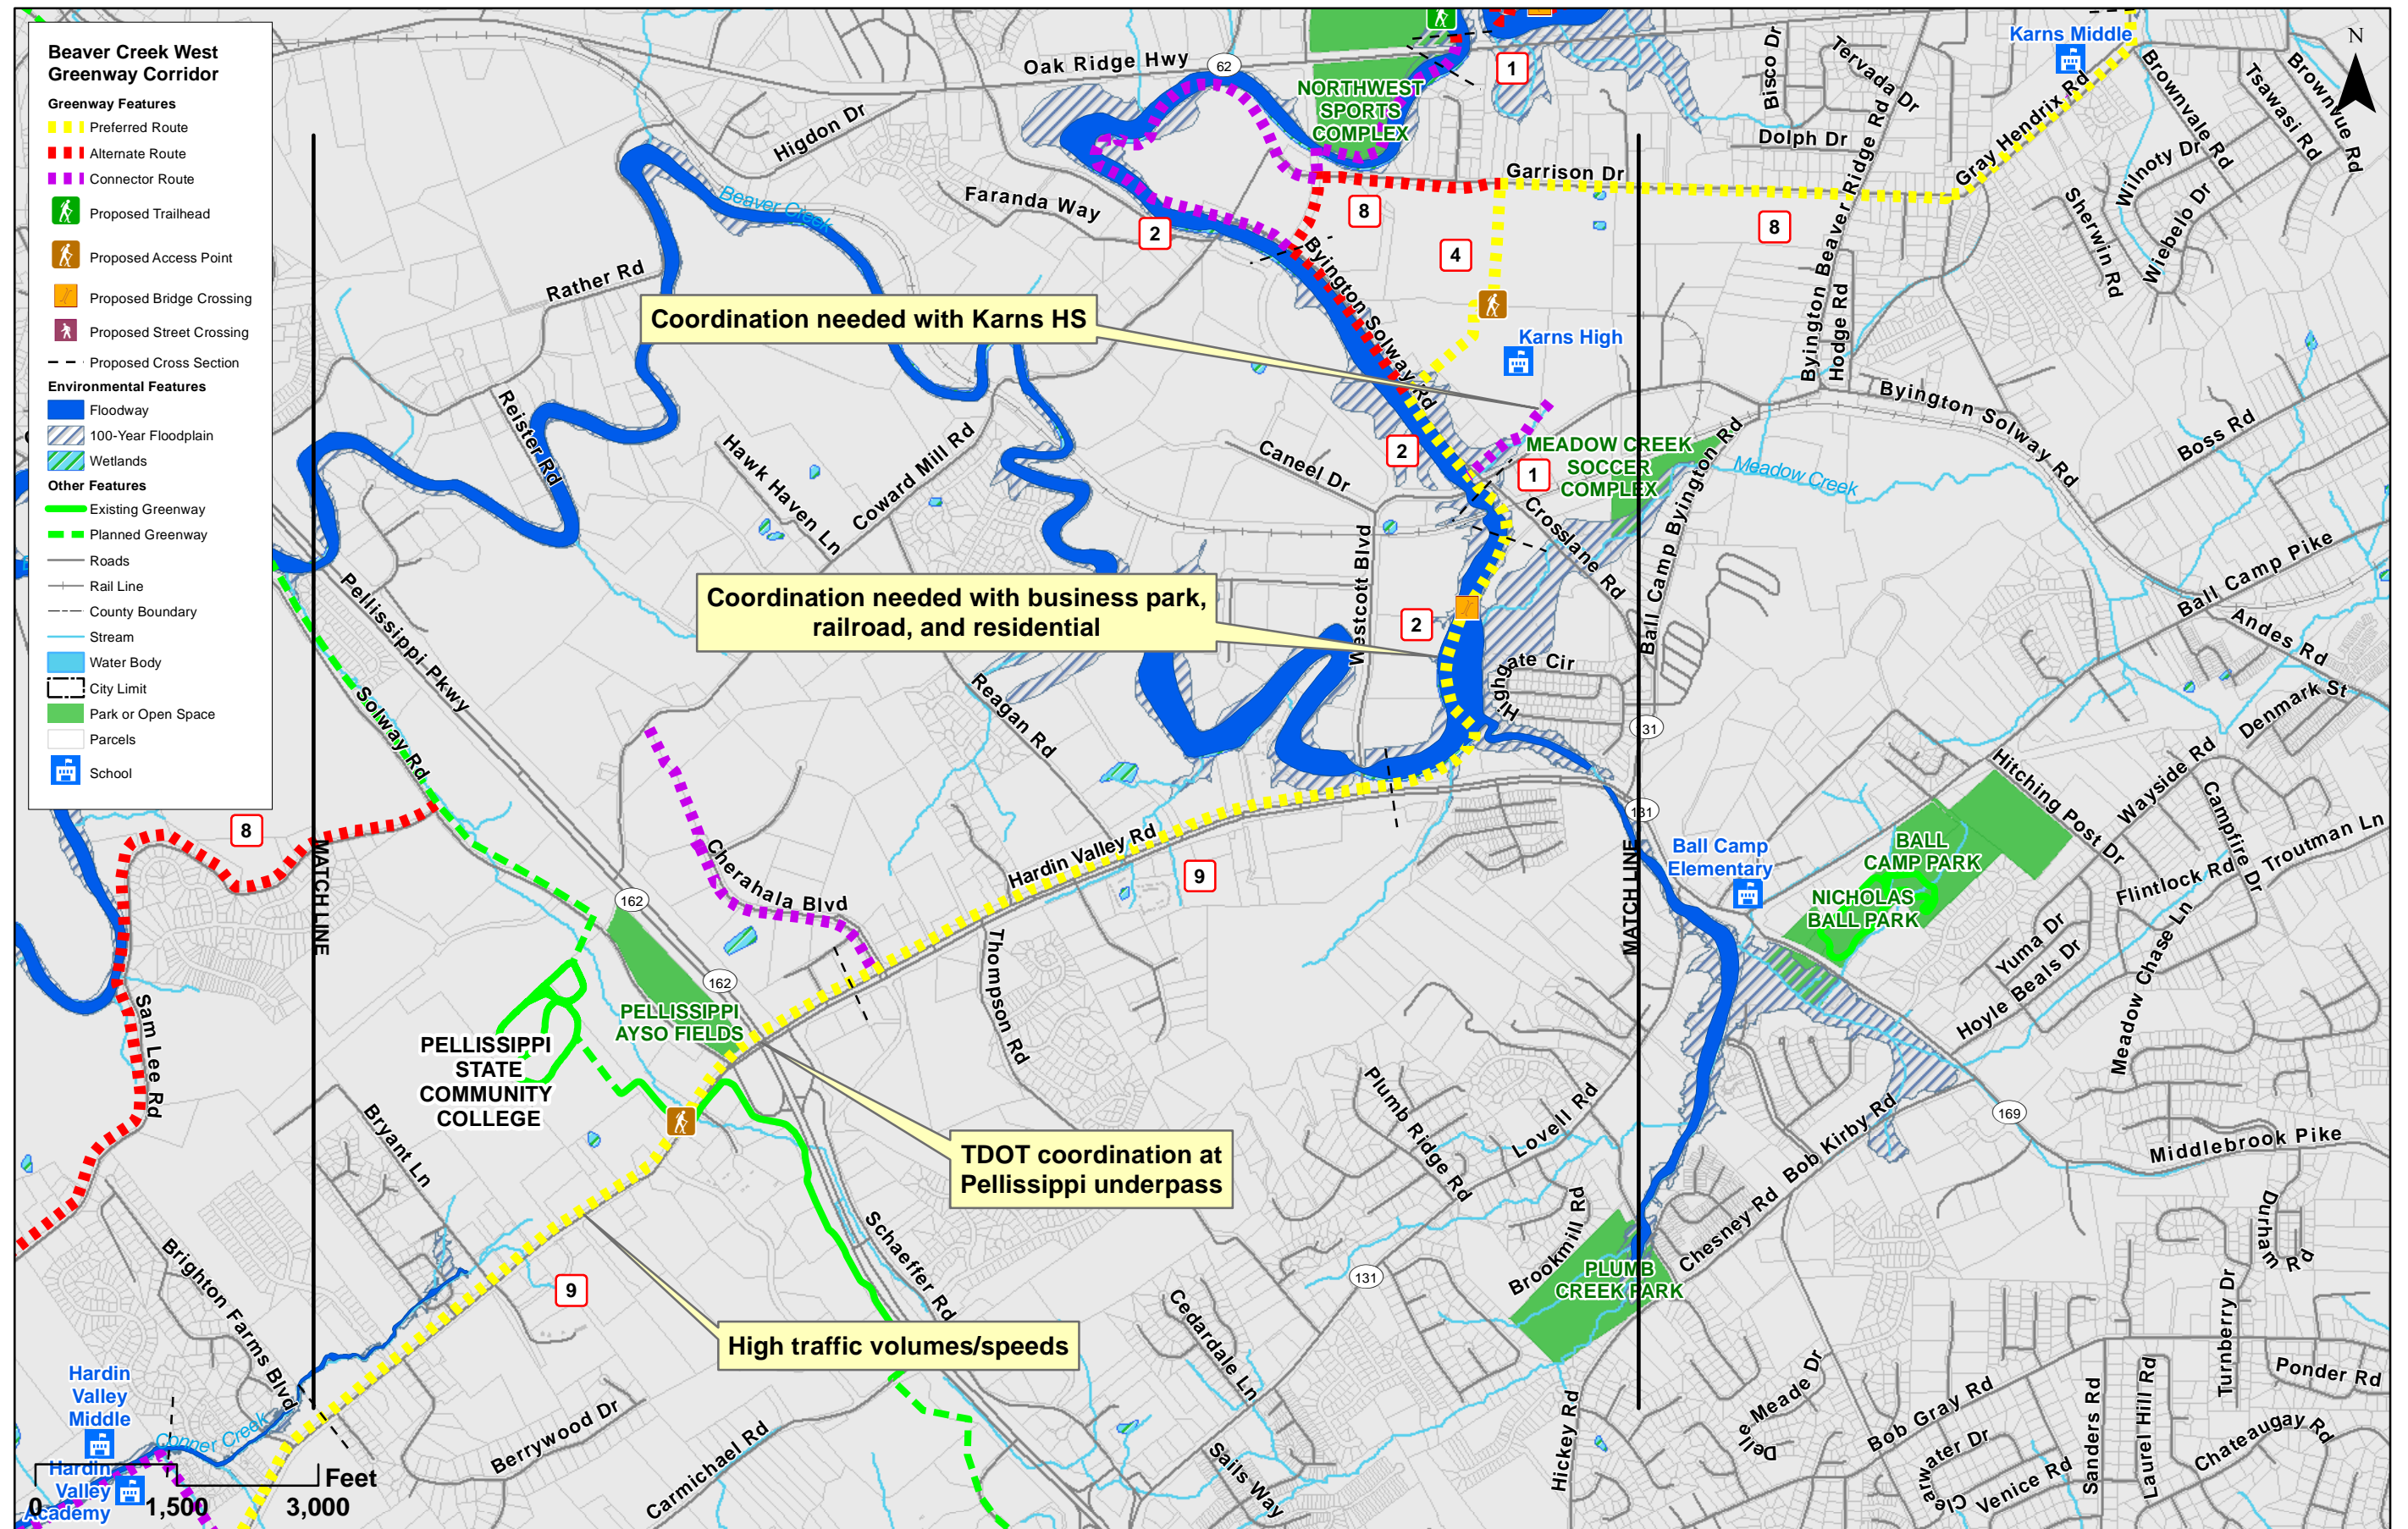 Beaver Creek West
Greenway Corridor
Greenway Features
Preferred Route
Alternate Route
Connector Route
Proposed Trailhead
Proposed Access Point
Proposed Bridge Crossing
Proposed Street Crossing
Proposed Cross Section
Environmental Features
Floodway
100-Year Floodplain
Wetlands
Other Features
Existing Greenway
Planned Greenway
Roads
Rail Line
County Boundary
Stream
Water Body
City Limit
Park or Open Space
Parcels
School
Oak Ridge Hwy
62
1
NORTHWEST
SPORTS
COMPLEX
Bisco Dr
Tervada Dr
Karns Middle
N
Brownvale Rd
Tsawasi Rd
Brownvue Rd
Gray Hendrix Rd
Dolph Dr
Higdon Dr
Garrison Dr
Byington Beaver Ridge Rd
Wilnoty Dr
Sherwin Rd
Wiebelo Dr
Beaver Creek
Faranda Way
2
8
4
8
Rather Rd
Byington Solway Rd
Coordination needed with Karns HS
Karns High
Hodge Rd
Byington Solway Rd
Boss Rd
Reister Rd
Hawk Haven Ln
Coward Mill Rd
Caneel Dr
2
1
MEADOW CREEK
SOCCER
COMPLEX
Meadow Creek
Crosslane Rd
Ball Camp Byington Rd
Ball Camp Pike
Andes Rd
Denmark St
Pellissippi Pkwy
Coordination needed with business park,
railroad, and residential
Westcott Blvd
2
Highgate Cir
Solway Rd
Reagan Rd
131
131
Hitching Post Dr
Wayside Rd
Campfire Dr
Troutman Ln
8
MATCH LINE
MATCH LINE
Cherahala Blvd
Hardin Valley Rd
9
Ball Camp
Elementary
BALL
CAMP PARK
NICHOLAS
BALL PARK
Flintlock Rd
Yuma Dr
Hoyle Beals Dr
Meadow Chase Ln
162
162
Thompson Rd
Sam Lee Rd
PELLISSIPPI
AYSO FIELDS
PELLISSIPPI
STATE
COMMUNITY
COLLEGE
Bryant Ln
TDOT coordination at
Pellissippi underpass
Plumb Ridge Rd
Lovell Rd
Bob Kirby Rd
169
Middlebrook Pike
Durham Rd
Schaeffer Rd
Brighton Farms Blvd
9
High traffic volumes/speeds
131
Brookmill Rd
Chesney Rd
PLUMB
CREEK PARK
Cedardale Ln
Turnberry Dr
Ponder Rd
Hardin
Valley
Middle
Conner Creek
Hardin
Valley
Academy
Berrywood Dr
Carmichael Rd
Sails Way
Hickey Rd
Delle Meade Dr
Bob Gray Rd
Clearwater Dr
Venice Rd
Sanders Rd
Laurel Hill Rd
Chateaugay Rd
Feet
0
1,500
3,000